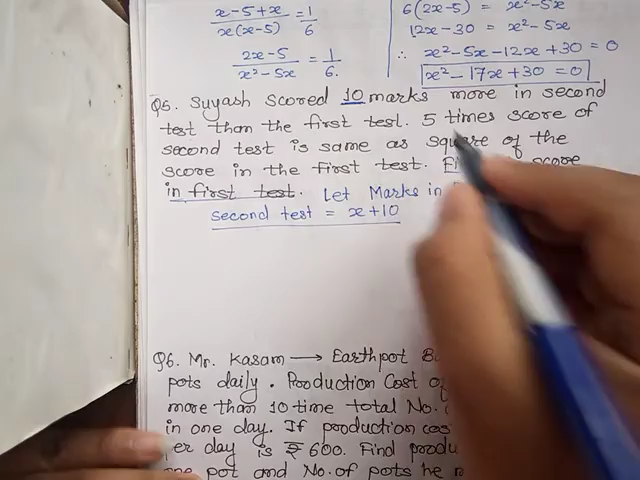 x-5+x / x(x-5) = 1/6
2x-5 / x²-5x = 1/6.
6(2x-5) = x²-5x
12x-30 = x²-5x
∴ x²-5x-12x+30 = 0
x²-17x+30=0
Q5. Suyash scored 10 marks more in second
test than the first test. 5 times score of
second test is same as square of the
score in the first test. score
in first test. Let Marks in
second test = x+10
Q6. Mr. Kasam → Earthpot
pots daily. Production Cost
more than 10 time total No.
in one day. If production
per day is ₹ 600. Find
one pot and No. of pots he